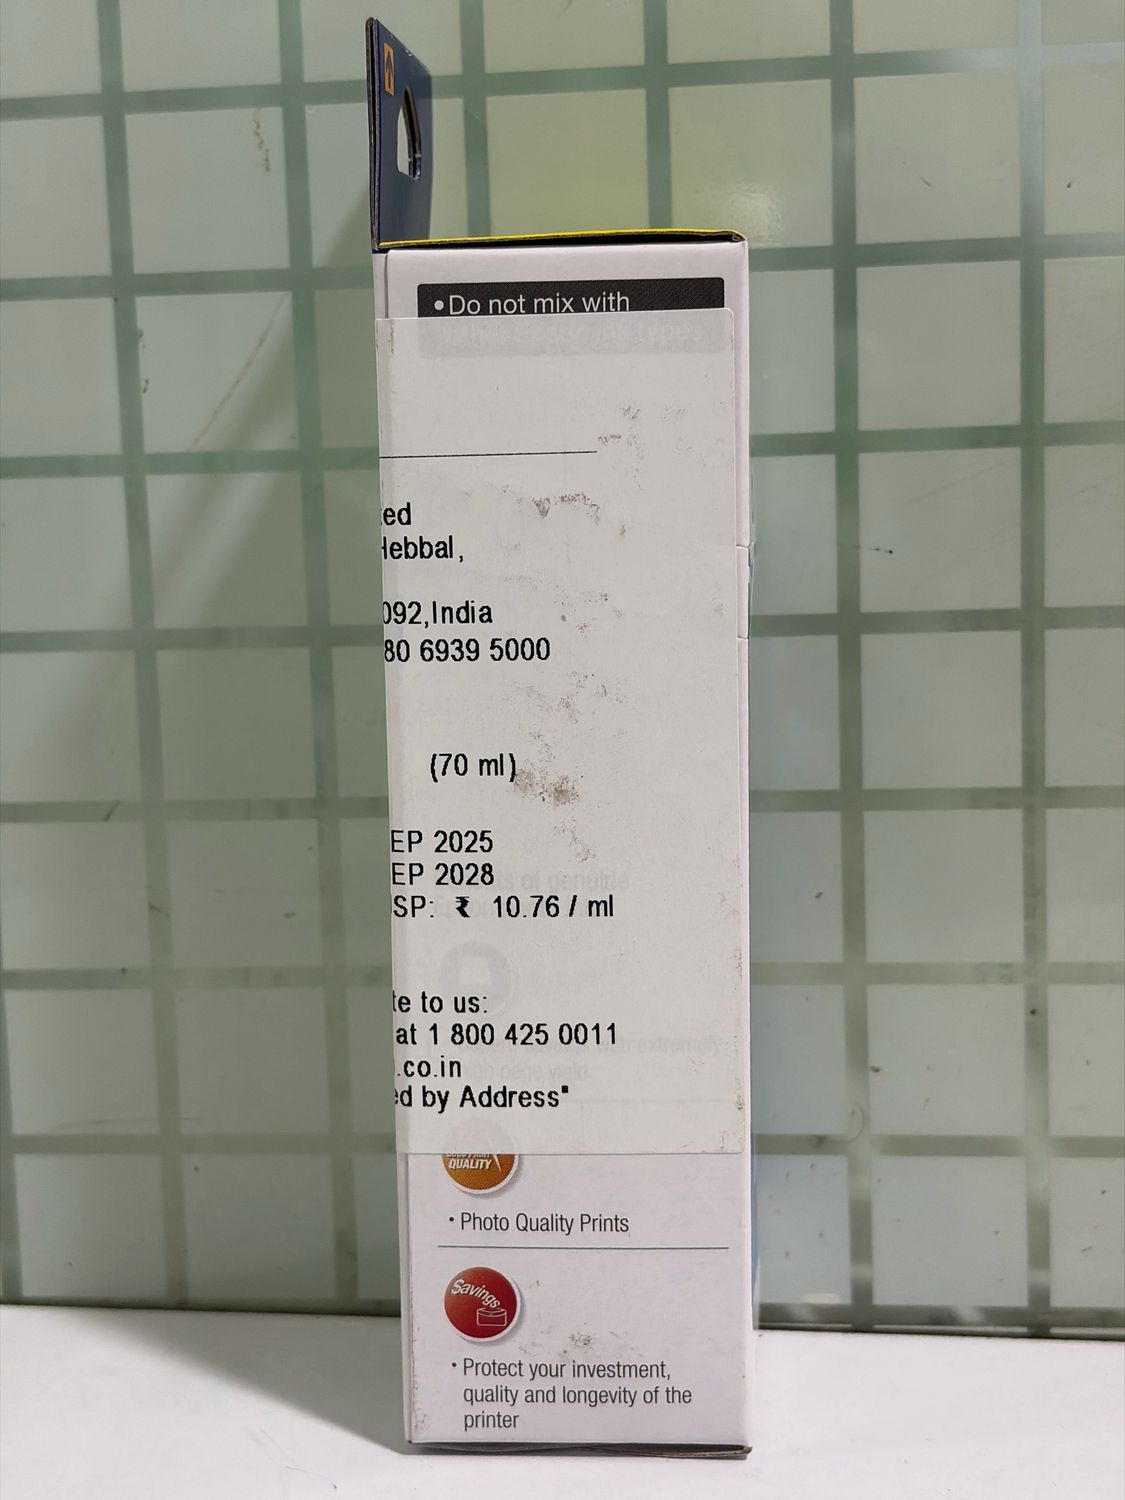 •Do not mix with
ted
Hebbal,
092,India
80 6939 5000
(70 ml)
EP 2025
EP 2028
SP: ₹ 10.76 / ml
te to us:
at 1 800 425 0011
.co.in
ed by Address"
QUALITY
• Photo Quality Prints
Savings
• Protect your investment,
quality and longevity of the
printer